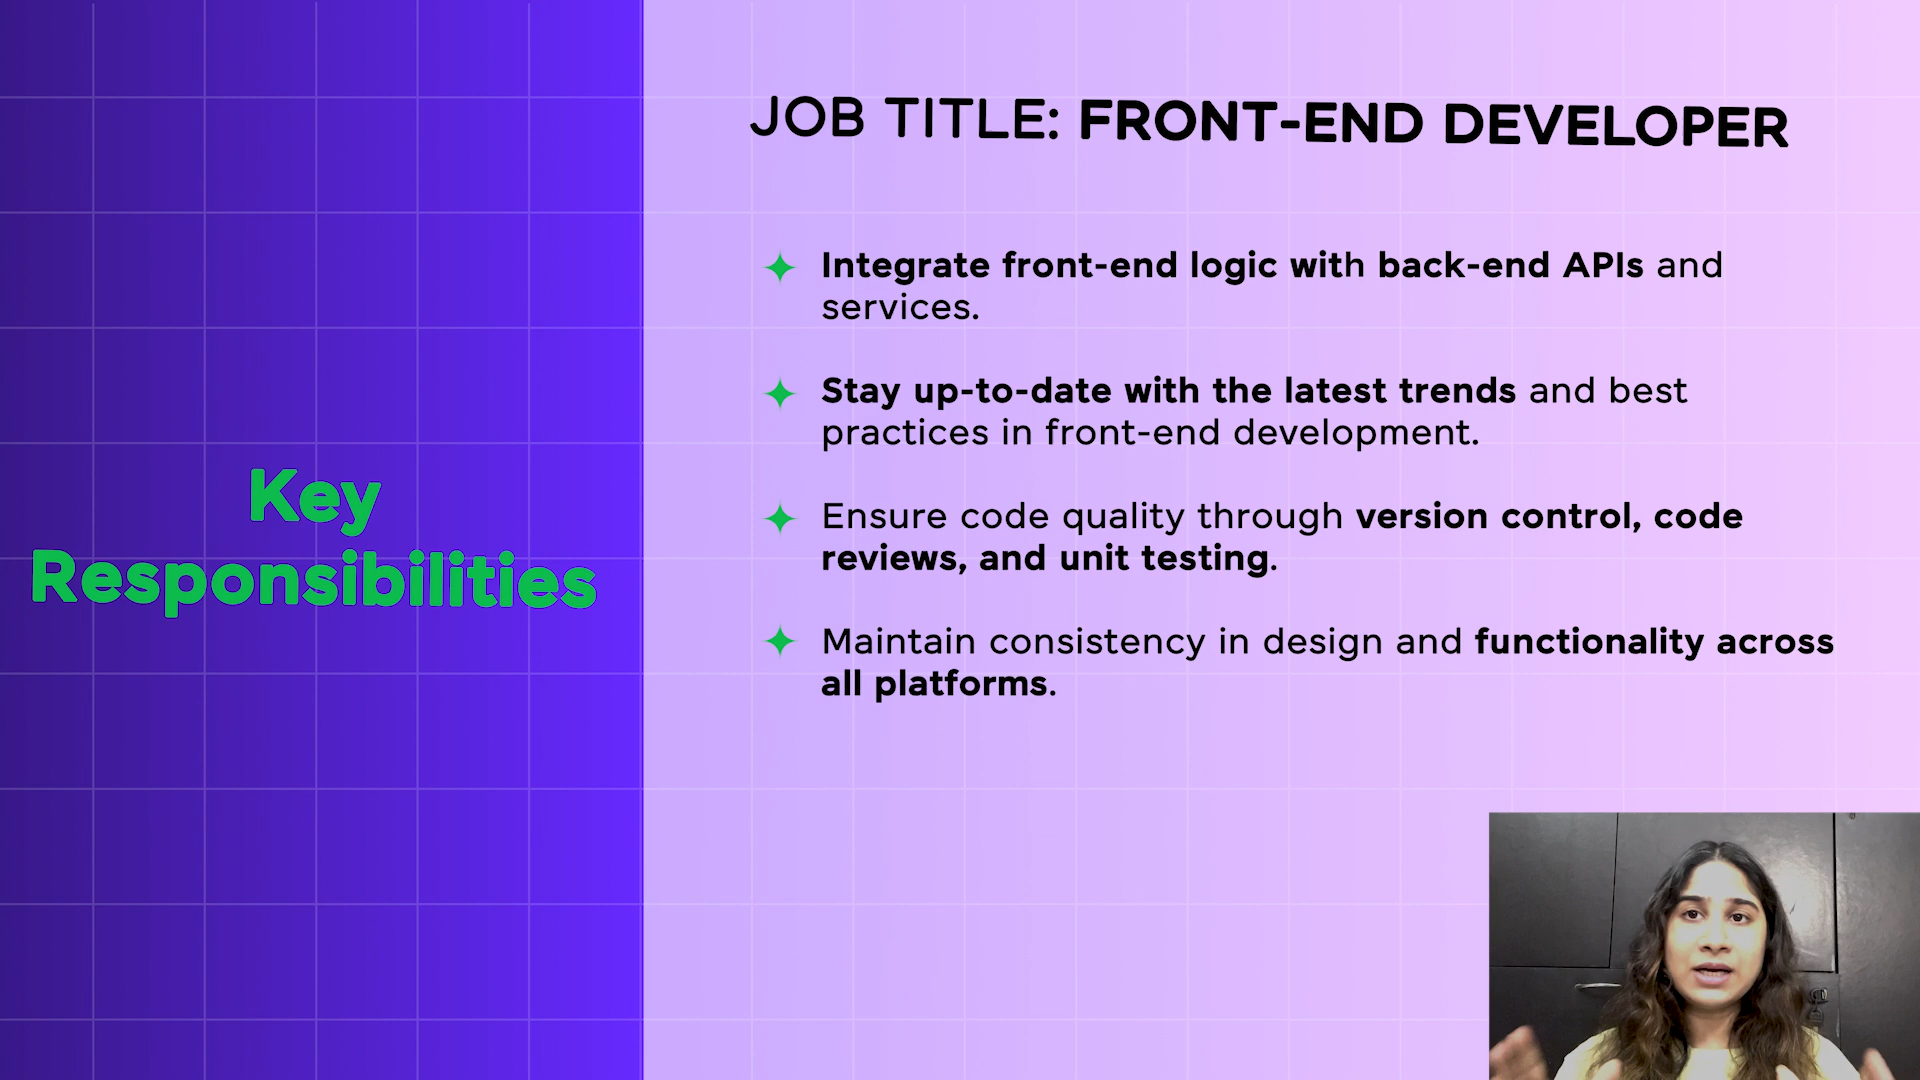 Key
Responsibilities
JOB TITLE: FRONT-END DEVELOPER
Integrate front-end logic with back-end APIs and
services.
Stay up-to-date with the latest trends and best
practices in front-end development.
Ensure code quality through version control, code
reviews, and unit testing.
Maintain consistency in design and functionality across
all platforms.